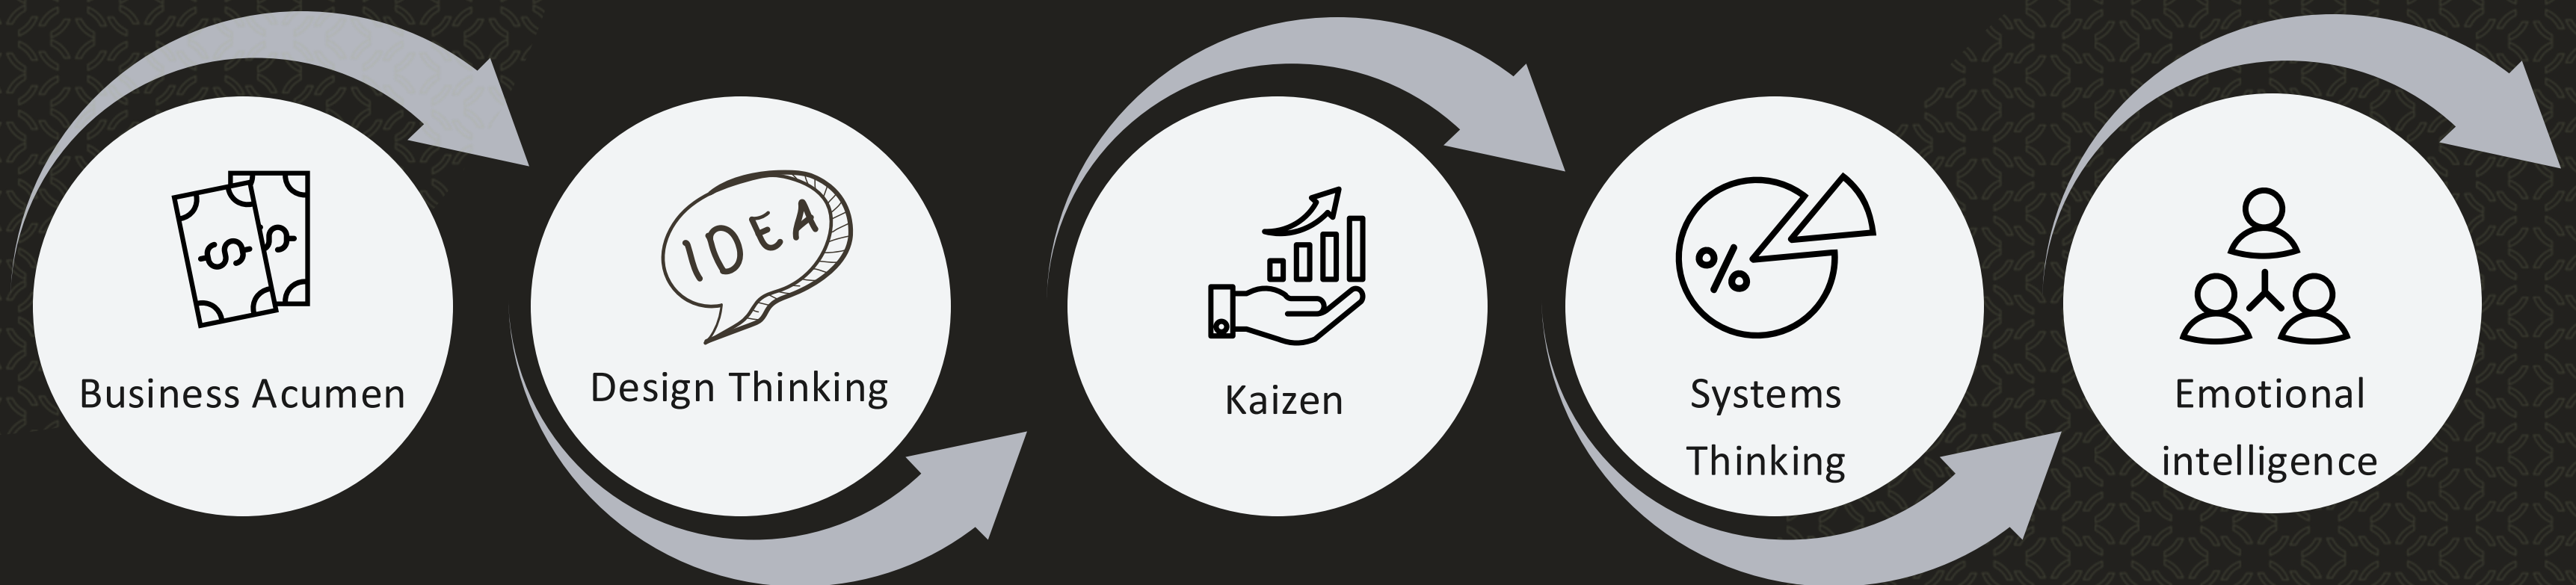 Business Acumen
IDEA
Design Thinking
Kaizen
%
Systems
Thinking
Emotional
intelligence
$
$